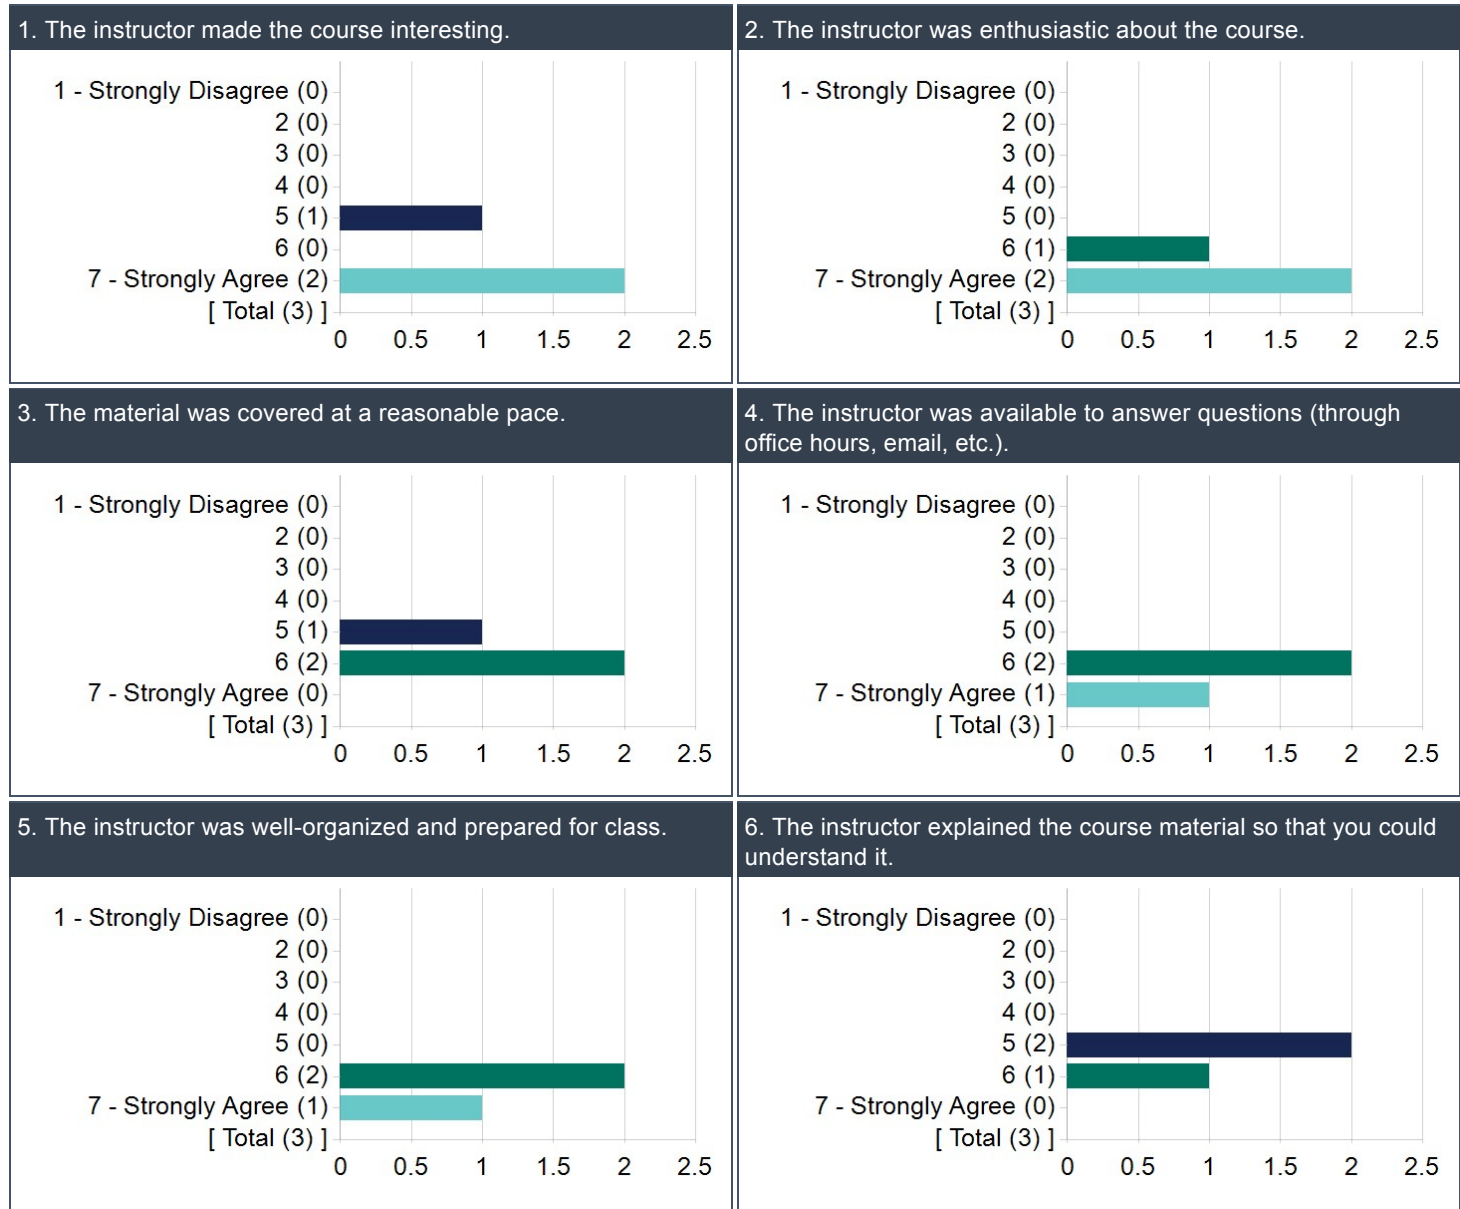 1. The instructor made the course interesting.
1 - Strongly Disagree (0)
2 (0)
3 (0)
4 (0)
5 (1)
6 (0)
7 - Strongly Agree (2)
[ Total (3) ]
0 0.5 1 1.5 2 2.5
2. The instructor was enthusiastic about the course.
1 - Strongly Disagree (0)
2 (0)
3 (0)
4 (0)
5 (0)
6 (1)
7 - Strongly Agree (2)
[ Total (3) ]
0 0.5 1 1.5 2 2.5
3. The material was covered at a reasonable pace.
1 - Strongly Disagree (0)
2 (0)
3 (0)
4 (0)
5 (1)
6 (2)
7 - Strongly Agree (0)
[ Total (3) ]
0 0.5 1 1.5 2 2.5
4. The instructor was available to answer questions (through
office hours, email, etc.).
1 - Strongly Disagree (0)
2 (0)
3 (0)
4 (0)
5 (0)
6 (2)
7 - Strongly Agree (1)
[ Total (3) ]
0 0.5 1 1.5 2 2.5
5. The instructor was well-organized and prepared for class.
1 - Strongly Disagree (0)
2 (0)
3 (0)
4 (0)
5 (0)
6 (2)
7 - Strongly Agree (1)
[ Total (3) ]
0 0.5 1 1.5 2 2.5
6. The instructor explained the course material so that you could
understand it.
1 - Strongly Disagree (0)
2 (0)
3 (0)
4 (0)
5 (2)
6 (1)
7 - Strongly Agree (0)
[ Total (3) ]
0 0.5 1 1.5 2 2.5